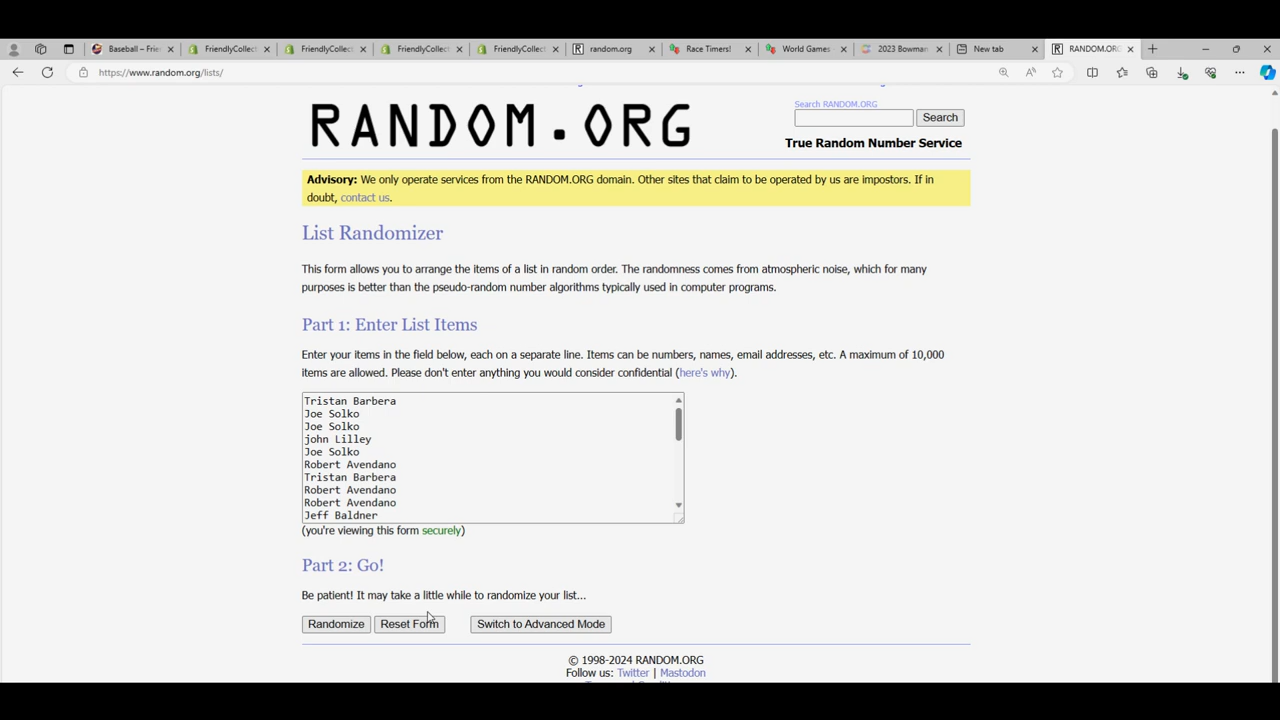 Baseball – Frie
FriendlyCollect
FriendlyCollect
FriendlyCollect
FriendlyCollect
random.org
Race Timers!
World Games
2023 Bowman
New tab
RANDOM.ORG
https://www.random.org/lists/
RANDOM.ORG
Search RANDOM.ORG
Search
True Random Number Service
Advisory: We only operate services from the RANDOM.ORG domain. Other sites that claim to be operated by us are impostors. If in
doubt, contact us.
List Randomizer
This form allows you to arrange the items of a list in random order. The randomness comes from atmospheric noise, which for many
purposes is better than the pseudo-random number algorithms typically used in computer programs.
Part 1: Enter List Items
Enter your items in the field below, each on a separate line. Items can be numbers, names, email addresses, etc. A maximum of 10,000
items are allowed. Please don't enter anything you would consider confidential (here's why).
Tristan Barbera
Joe Solko
Joe Solko
john Lilley
Joe Solko
Robert Avendano
Tristan Barbera
Robert Avendano
Robert Avendano
Jeff Baldner
(you're viewing this form securely)
Part 2: Go!
Be patient! It may take a little while to randomize your list...
Randomize
Reset Form
Switch to Advanced Mode
© 1998-2024 RANDOM.ORG
Follow us: Twitter | Mastodon